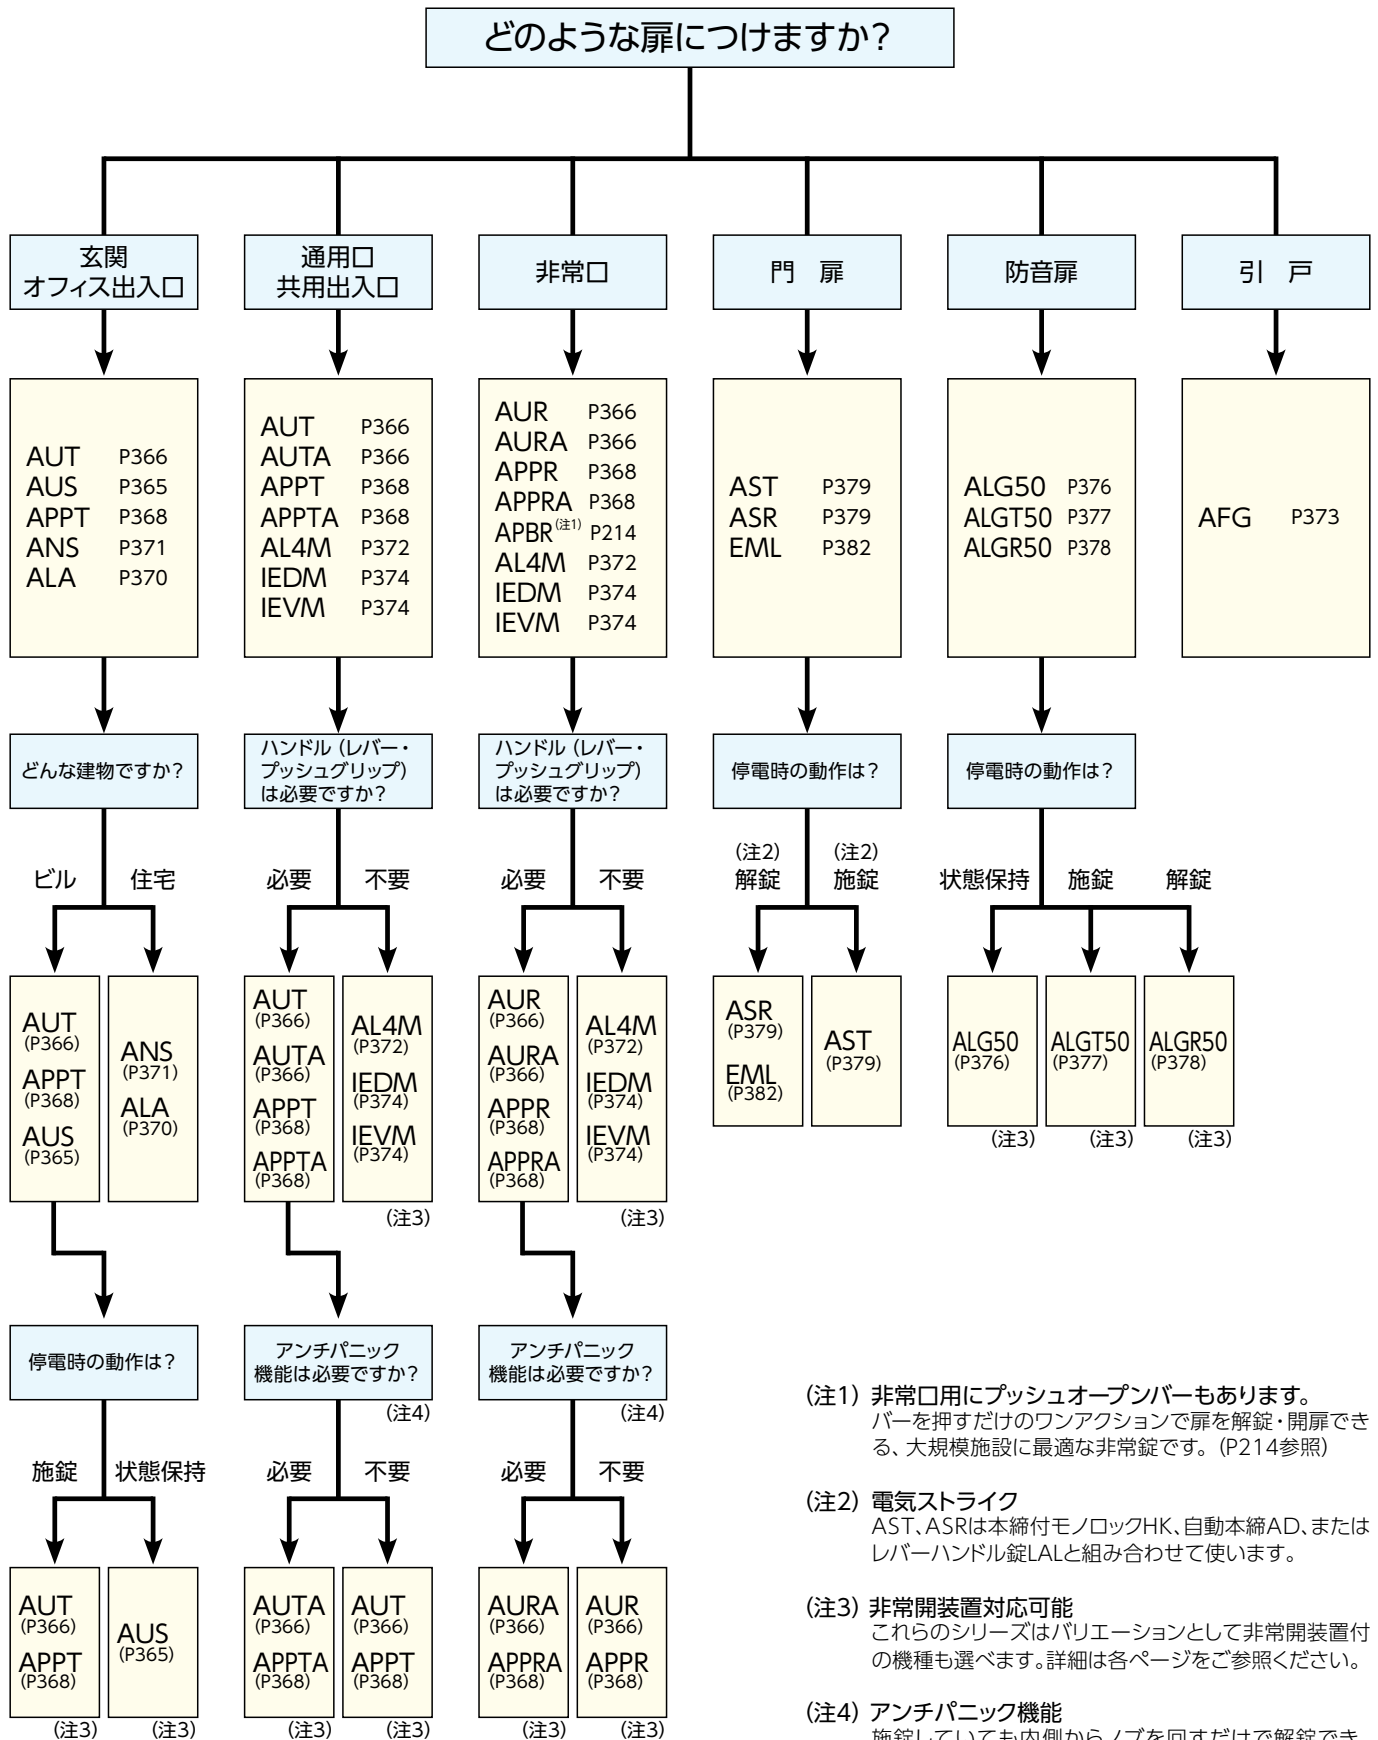 どのような扉につけますか？
玄関
オフィス出入口
通用口
共用出入口
非常口
門　扉
防音扉
引　戸
AUT P366
AUS P365
APPT P368
ANS P371
ALA P370
AUT P366
AUTA P366
APPT P368
APPTA P368
AL4M P372
IEDM P374
IEVM P374
AUR P366
AURA P366
APPR P368
APPRA P368
APBR(注1) P214
AL4M P372
IEDM P374
IEVM P374
AST P379
ASR P379
EML P382
ALG50 P376
ALGT50 P377
ALGR50 P378
AFG P373
どんな建物ですか？
ハンドル（レバー・
プッシュグリップ）
は必要ですか？
ハンドル（レバー・
プッシュグリップ）
は必要ですか？
停電時の動作は？
停電時の動作は？
ビル 住宅
必要 不要
必要 不要
(注2) (注2)
解錠 施錠
状態保持 施錠 解錠
AUT
(P366)
APPT
(P368)
AUS
(P365)
ANS
(P371)
ALA
(P370)
AUT
(P366)
AUTA
(P366)
APPT
(P368)
APPTA
(P368)
AL4M
(P372)
IEDM
(P374)
IEVM
(P374)
(注3)
AUR
(P366)
AURA
(P366)
APPR
(P368)
APPRA
(P368)
AL4M
(P372)
IEDM
(P374)
IEVM
(P374)
(注3)
ASR
(P379)
EML
(P382)
AST
(P379)
ALG50
(P376)
(注3)
ALGT50
(P377)
(注3)
ALGR50
(P378)
(注3)
停電時の動作は？
アンチパニック
機能は必要ですか？
(注4)
アンチパニック
機能は必要ですか？
(注4)
施錠 状態保持
必要 不要
必要 不要
AUT
(P366)
APPT
(P368)
(注3)
AUS
(P365)
(注3)
AUTA
(P366)
APPTA
(P368)
(注3)
AUT
(P366)
APPT
(P368)
(注3)
AURA
(P366)
APPRA
(P368)
(注3)
AUR
(P366)
APPR
(P368)
(注3)
(注1) 非常口用にプッシュオープンバーもあります。
バーを押すだけのワンアクションで扉を解錠・開扉でき
る、大規模施設に最適な非常錠です。(P214参照)
(注2) 電気ストライク
AST、ASRは本締付モノロックHK、自動本締AD、または
レバーハンドル錠LALと組み合わせて使います。
(注3) 非常開装置対応可能
これらのシリーズはバリエーションとして非常開装置付
の機種も選べます。詳細は各ページをご参照ください。
(注4) アンチパニック機能
施錠していても内側からノブを回すだけで解錠でき、